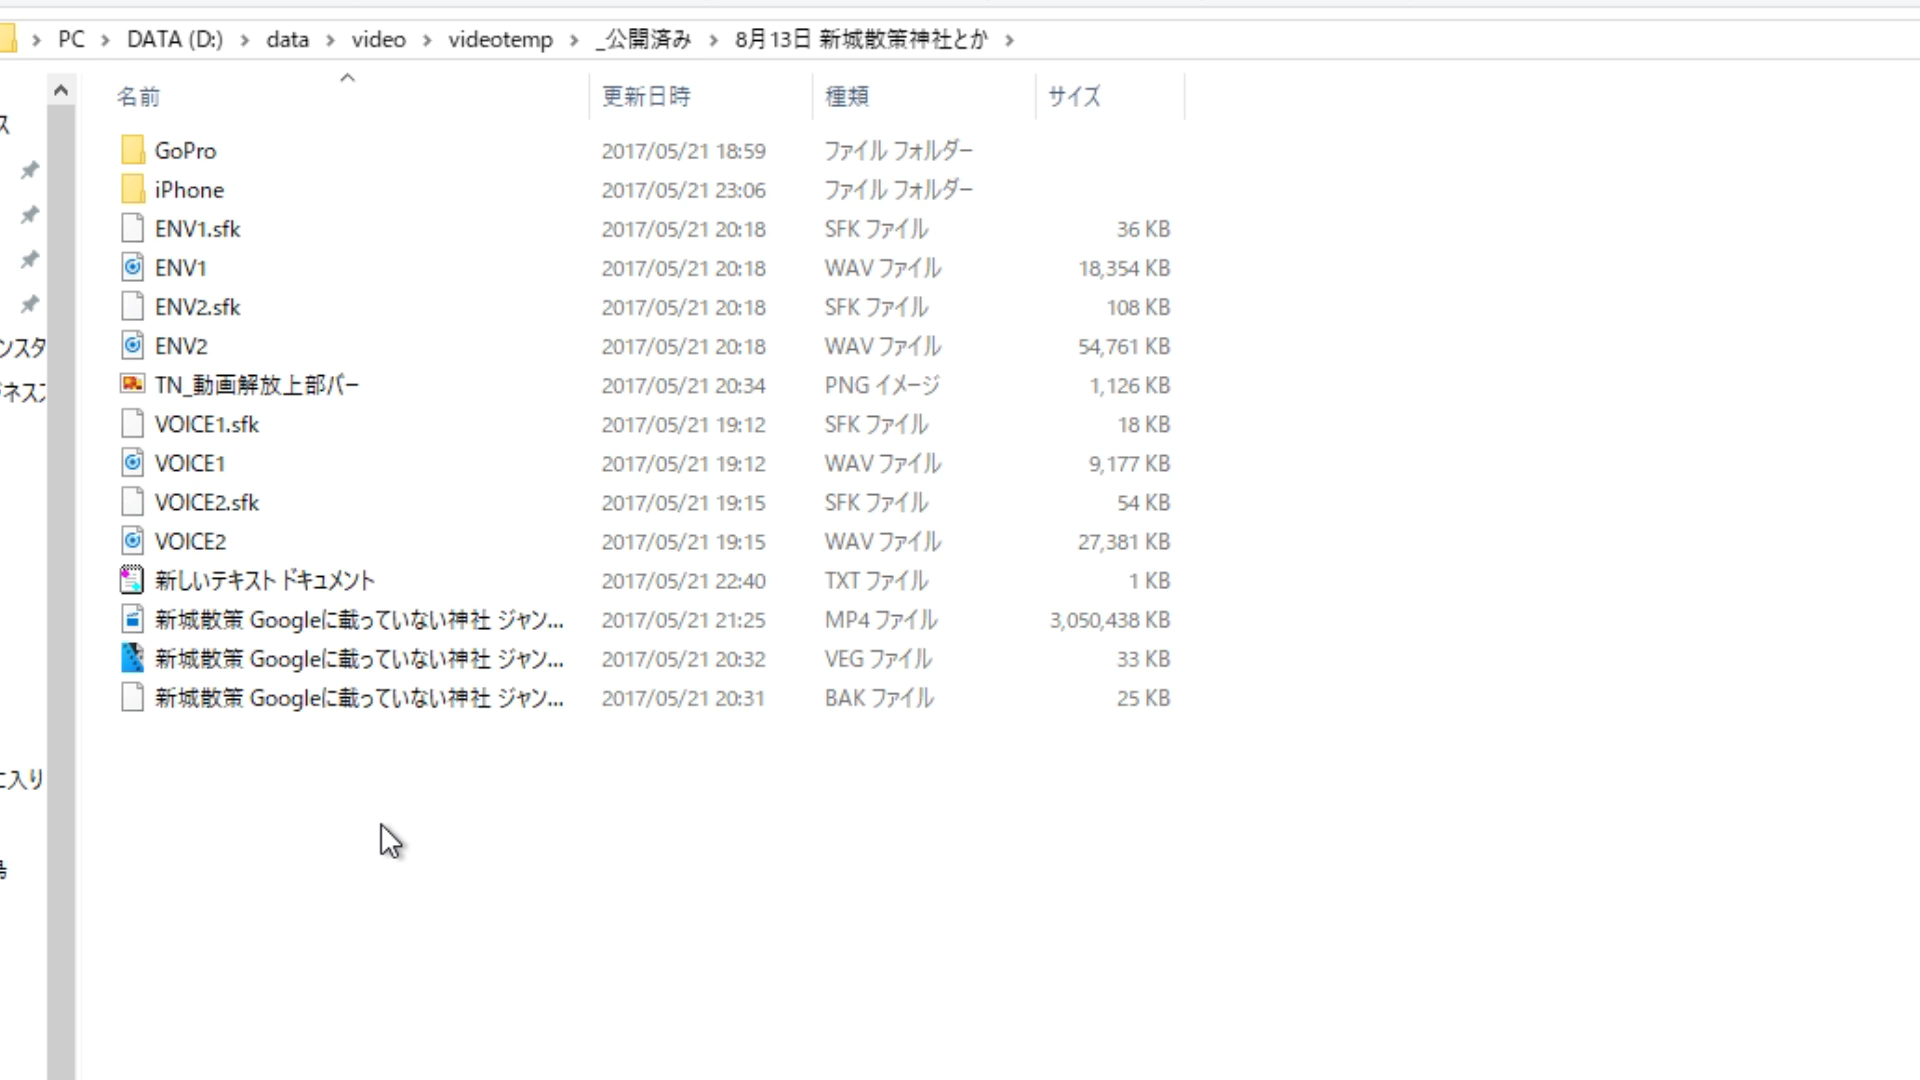 PC > DATA (D:) > data > video > videotemp > _公開済み > 8月13日 新城散策神社とか >
名前 更新日時 種類 サイズ
GoPro 2017/05/21 18:59 ファイル フォルダー
iPhone 2017/05/21 23:06 ファイル フォルダー
ENV1.sfk 2017/05/21 20:18 SFK ファイル 36 KB
ENV1 2017/05/21 20:18 WAV ファイル 18,354 KB
ENV2.sfk 2017/05/21 20:18 SFK ファイル 108 KB
ENV2 2017/05/21 20:18 WAV ファイル 54,761 KB
TN_動画解放上部バー 2017/05/21 20:34 PNG イメージ 1,126 KB
VOICE1.sfk 2017/05/21 19:12 SFK ファイル 18 KB
VOICE1 2017/05/21 19:12 WAV ファイル 9,177 KB
VOICE2.sfk 2017/05/21 19:15 SFK ファイル 54 KB
VOICE2 2017/05/21 19:15 WAV ファイル 27,381 KB
新しいテキスト ドキュメント 2017/05/21 22:40 TXT ファイル 1 KB
新城散策 Googleに載っていない神社 ジャン... 2017/05/21 21:25 MP4 ファイル 3,050,438 KB
新城散策 Googleに載っていない神社 ジャン... 2017/05/21 20:32 VEG ファイル 33 KB
新城散策 Googleに載っていない神社 ジャン... 2017/05/21 20:31 BAK ファイル 25 KB
ス
ンスタ
ネス
に入り